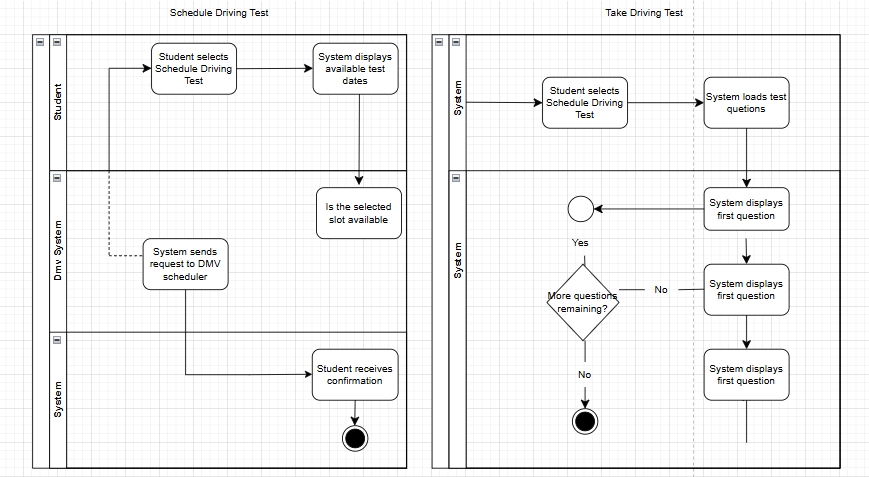 Schedule Driving Test
Student
Student selects
Schedule Driving
Test
System displays
available test
dates
Dmv System
Is the selected
slot available
System sends
request to DMV
scheduler
System
Student receives
confirmation
Take Driving Test
System
Student selects
Schedule Driving
Test
System loads test
quetions
System
System displays
first question
Yes
More questions
remaining?
No
System displays
first question
No
System displays
first question